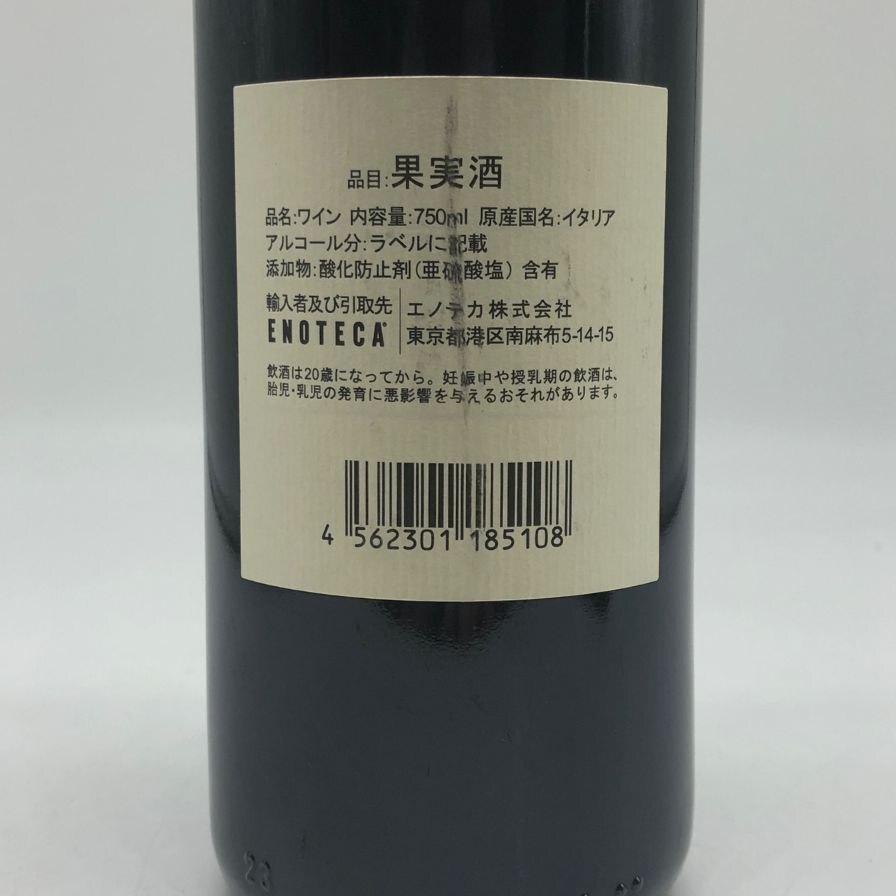 品目:果実酒
品名:ワイン 内容量:750ml 原産国名:イタリア
アルコール分:ラベルに記載
添加物:酸化防止剤(亜硫酸塩) 含有
輸入者及び引取先 エノテカ株式会社
ENOTECA 東京都港区南麻布5-14-15
飲酒は20歳になってから。妊娠中や授乳期の飲酒は、
胎児・乳児の発育に悪影響を与えるおそれがあります。
4 562301 185108
23